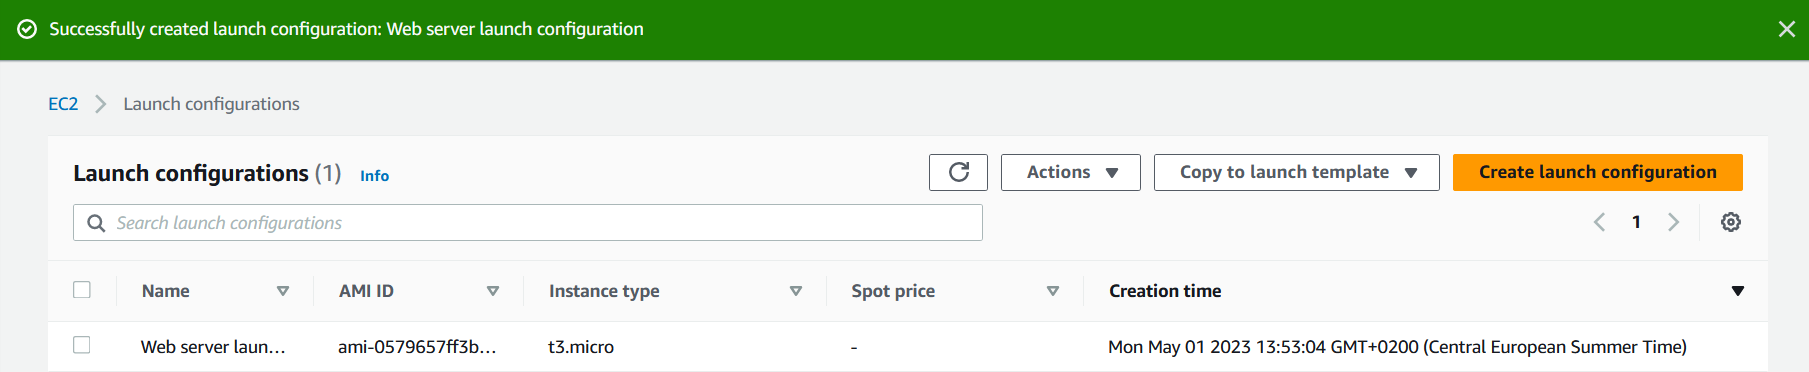 Successfully created launch configuration: Web server launch configuration
EC2 Launch configurations
Launch configurations (1) Info Actions Copy to launch template Create launch configuration
Search launch configurations 1
Name AMI ID Instance type Spot price Creation time
Web server laun... ami-0579657ff3b... t3.micro - Mon May 01 2023 13:53:04 GMT+0200 (Central European Summer Time)